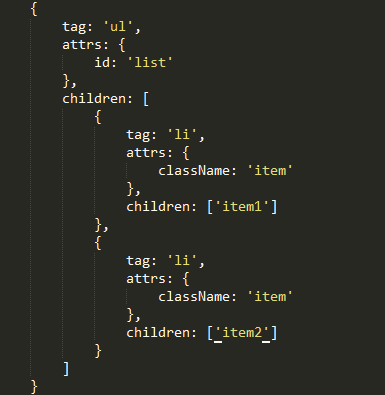 {
    tag: 'ul',
    attrs: {
        id: 'list'
    },
    children: [
        {
            tag: 'li',
            attrs: {
                className: 'item'
            },
            children: ['item1']
        },
        {
            tag: 'li',
            attrs: {
                className: 'item'
            },
            children: ['item2']
        }
    ]
}